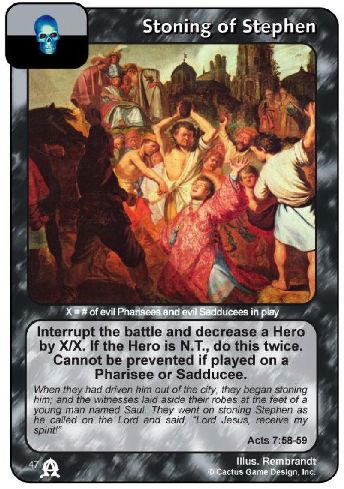 Stoning of Stephen
X = # of evil Pharisees and evil Sadducees in play
Interrupt the battle and decrease a Hero
by X/X. If the Hero is N.T., do this twice.
Cannot be prevented if played on a
Pharisee or Sadducee.
When they had driven him out of the city, they began stoning
him; and the witnesses laid aside their robes at the feet of a
young man named Saul. They went on stoning Stephen as
he called on the Lord and said, "Lord Jesus, receive my
spirit!"
Acts 7:58-59
47
Illus. Rembrandt
© Cactus Game Design, Inc.